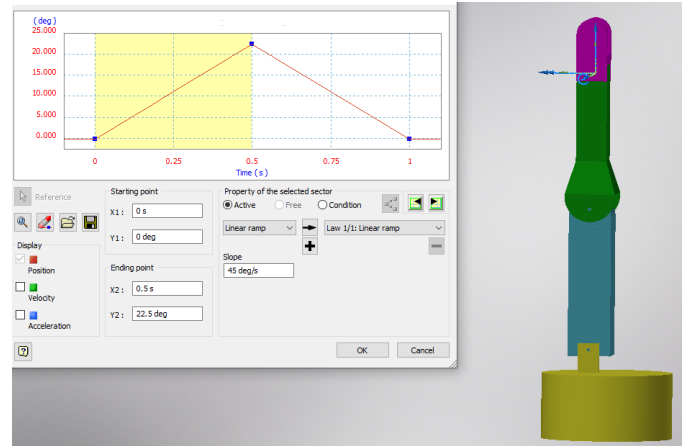 (deg)
25.000
20.000
15.000
10.000
5.000
0.000
0 0.25 0.5 0.75 1
Time ( s )
Reference
Display
Position
Velocity
Acceleration
Starting point
X1: 0 s
Y1: 0 deg
Ending point
X2: 0.5 s
Y2: 22.5 deg
Property of the selected sector
Active Free Condition
Linear ramp Law 1/1: Linear ramp
Slope
45 deg/s
OK Cancel